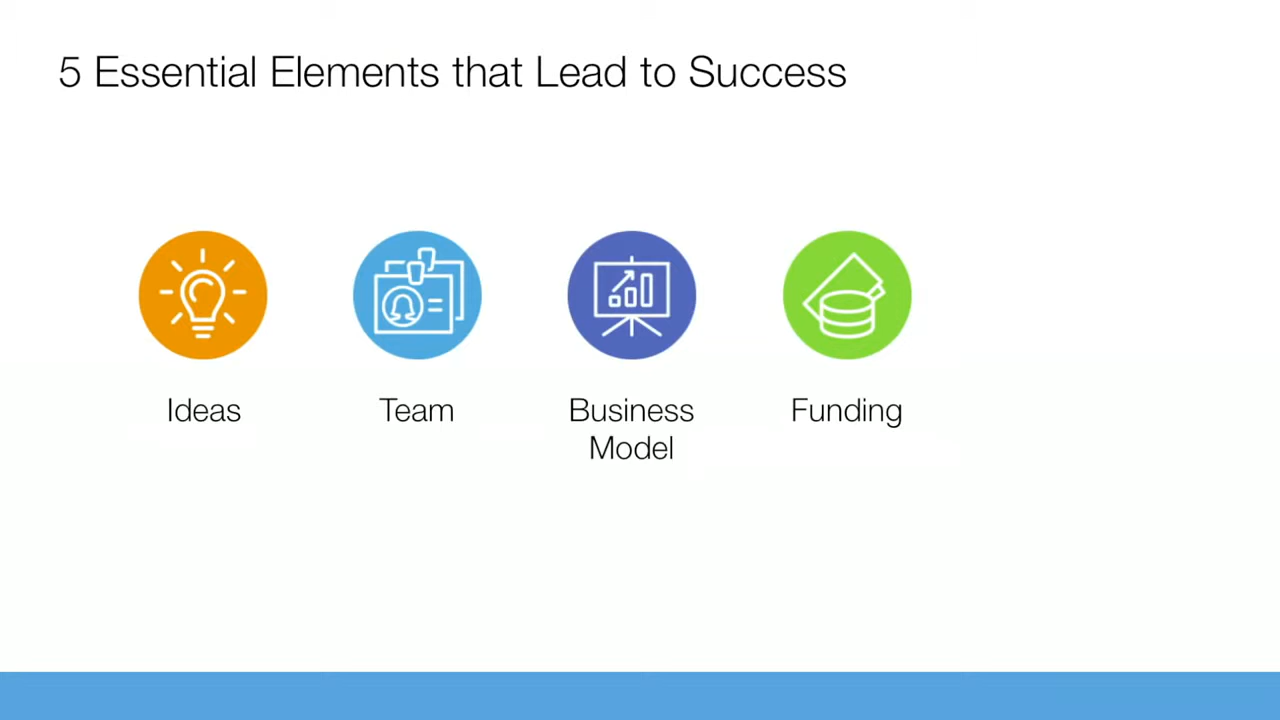 5 Essential Elements that Lead to Success
Ideas
Team
Business
Model
Funding